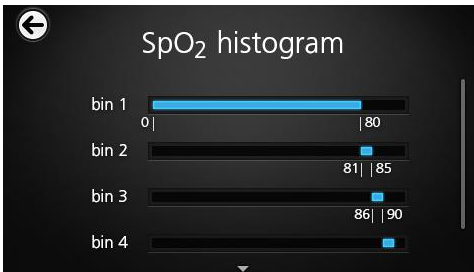 SpO₂ histogram
bin 1
0| |80
bin 2
81| |85
bin 3
86| |90
bin 4